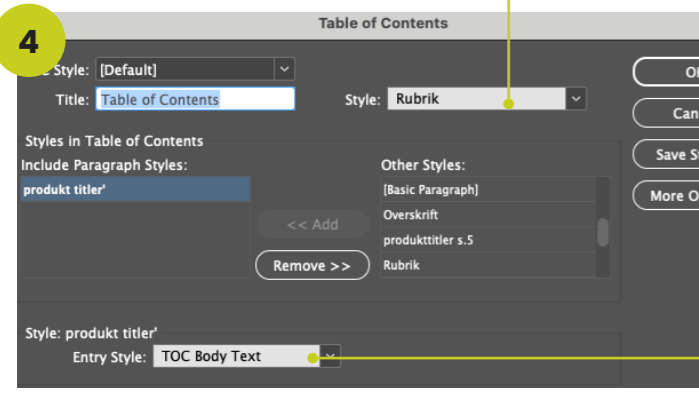 Table of Contents
4
Style: [Default]
Title: Table of Contents
Style: Rubrik
Styles in Table of Contents
Include Paragraph Styles:
produkt titler'
<< Add
Remove >>
Other Styles:
[Basic Paragraph]
Overskrift
produkttitler s.5
Rubrik
Style: produkt titler'
Entry Style: TOC Body Text
Can
Save S
More O